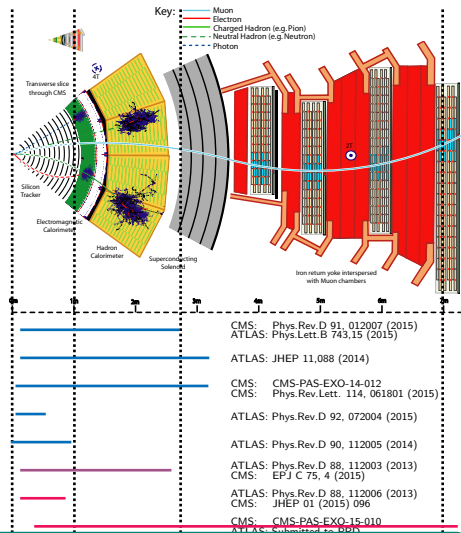 Key:
Muon
Electron
Charged Hadron (e.g. Pion)
Neutral Hadron (e.g. Neutron)
Photon
Transverse slice
through CMS
4T
2T
Silicon
Tracker
Electromagnetic
Calorimeter
Hadron
Calorimeter
Superconducting
Solenoid
Iron return yoke interspersed
with Muon chambers
0m 1m 2m 3m 4m 5m 6m 7m
CMS: Phys.Rev.D 91, 012007 (2015)
ATLAS: Phys.Lett.B 743,15 (2015)
ATLAS: JHEP 11,088 (2014)
CMS: CMS-PAS-EXO-14-012
CMS: Phys.Rev.Lett. 114, 061801 (2015)
ATLAS: Phys.Rev.D 92, 072004 (2015)
ATLAS: Phys.Rev.D 90, 112005 (2014)
ATLAS: Phys.Rev.D 88, 112003 (2013)
CMS: EPJ C 75, 4 (2015)
ATLAS: Phys.Rev.D 88, 112006 (2013)
CMS: JHEP 01 (2015) 096
CMS: CMS-PAS-EXO-15-010
ATLAS: Submitted to PRD